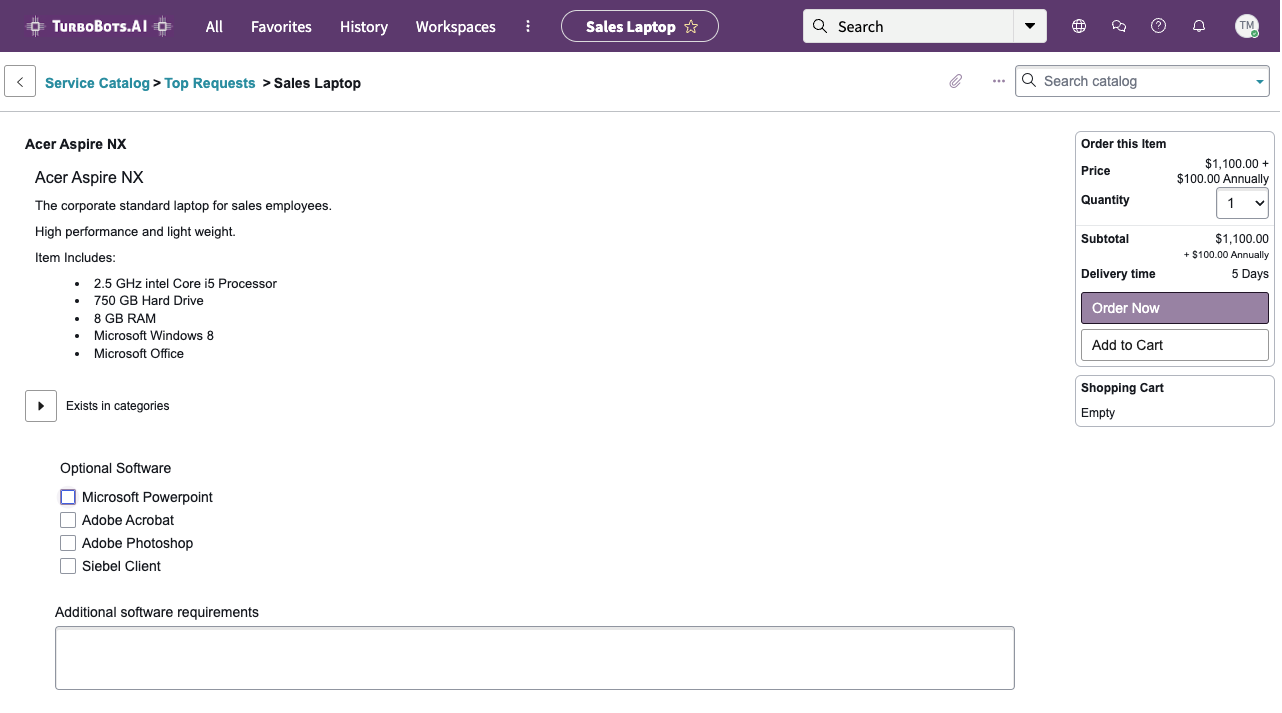 TurboBots.AI
All
Favorites
History
Workspaces
Sales Laptop
Search
TM
Service Catalog > Top Requests > Sales Laptop
Search catalog
Acer Aspire NX
Acer Aspire NX
The corporate standard laptop for sales employees.
High performance and light weight.
Item Includes:
2.5 GHz intel Core i5 Processor
750 GB Hard Drive
8 GB RAM
Microsoft Windows 8
Microsoft Office
Exists in categories
Optional Software
Microsoft Powerpoint
Adobe Acrobat
Adobe Photoshop
Siebel Client
Additional software requirements
Order this Item
Price
$1,100.00 +
$100.00 Annually
Quantity
1
Subtotal
$1,100.00
+ $100.00 Annually
Delivery time
5 Days
Order Now
Add to Cart
Shopping Cart
Empty